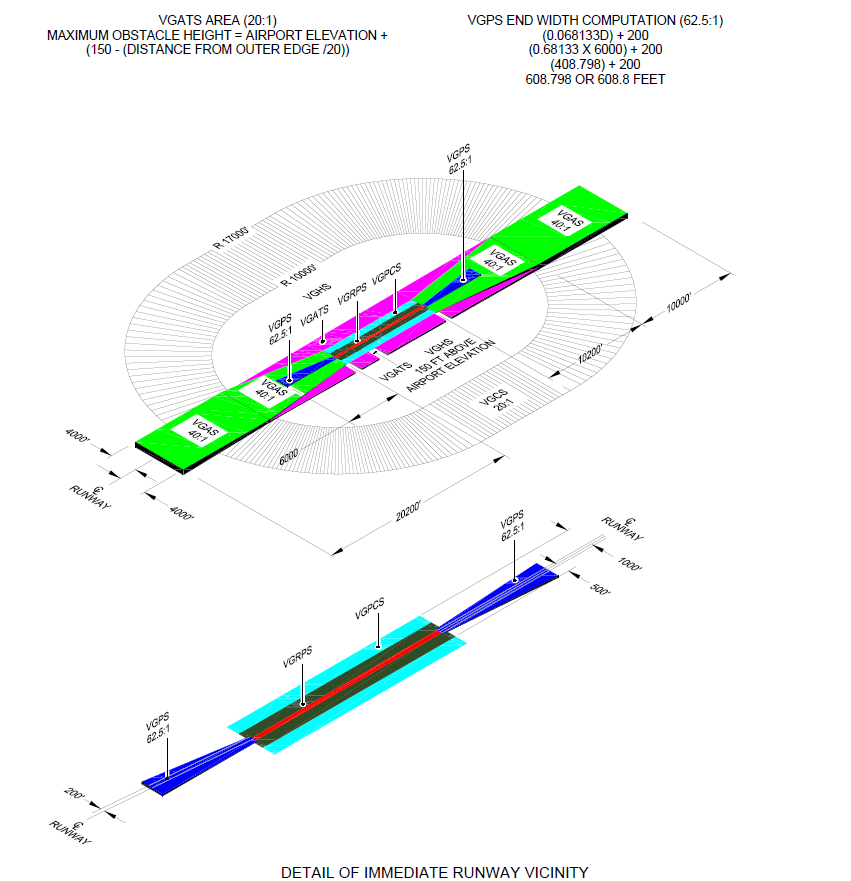 VGATS AREA (20:1)
MAXIMUM OBSTACLE HEIGHT = AIRPORT ELEVATION +
(150 - (DISTANCE FROM OUTER EDGE /20))
VGPS END WIDTH COMPUTATION (62.5:1)
(0.068133D) + 200
(0.68133 X 6000) + 200
(408.798) + 200
608.798 OR 608.8 FEET
VGPS
62.5:1
R 17000'
R 10000'
VGHS
VGATS
VGRPS
VGPCS
VGPS
62.5:1
VGAS
40:1
VGAS
40:1
10000'
10200'
VGATS
VGHS
150 FT ABOVE
AIRPORT ELEVATION
VGCS
20:1
VGAS
40:1
VGAS
40:1
4000'
℄
RUNWAY
4000'
6000
20200'
VGPS
62.5:1
℄
RUNWAY
1000'
500'
VGPCS
VGRPS
VGPS
62.5:1
200'
℄
RUNWAY
DETAIL OF IMMEDIATE RUNWAY VICINITY